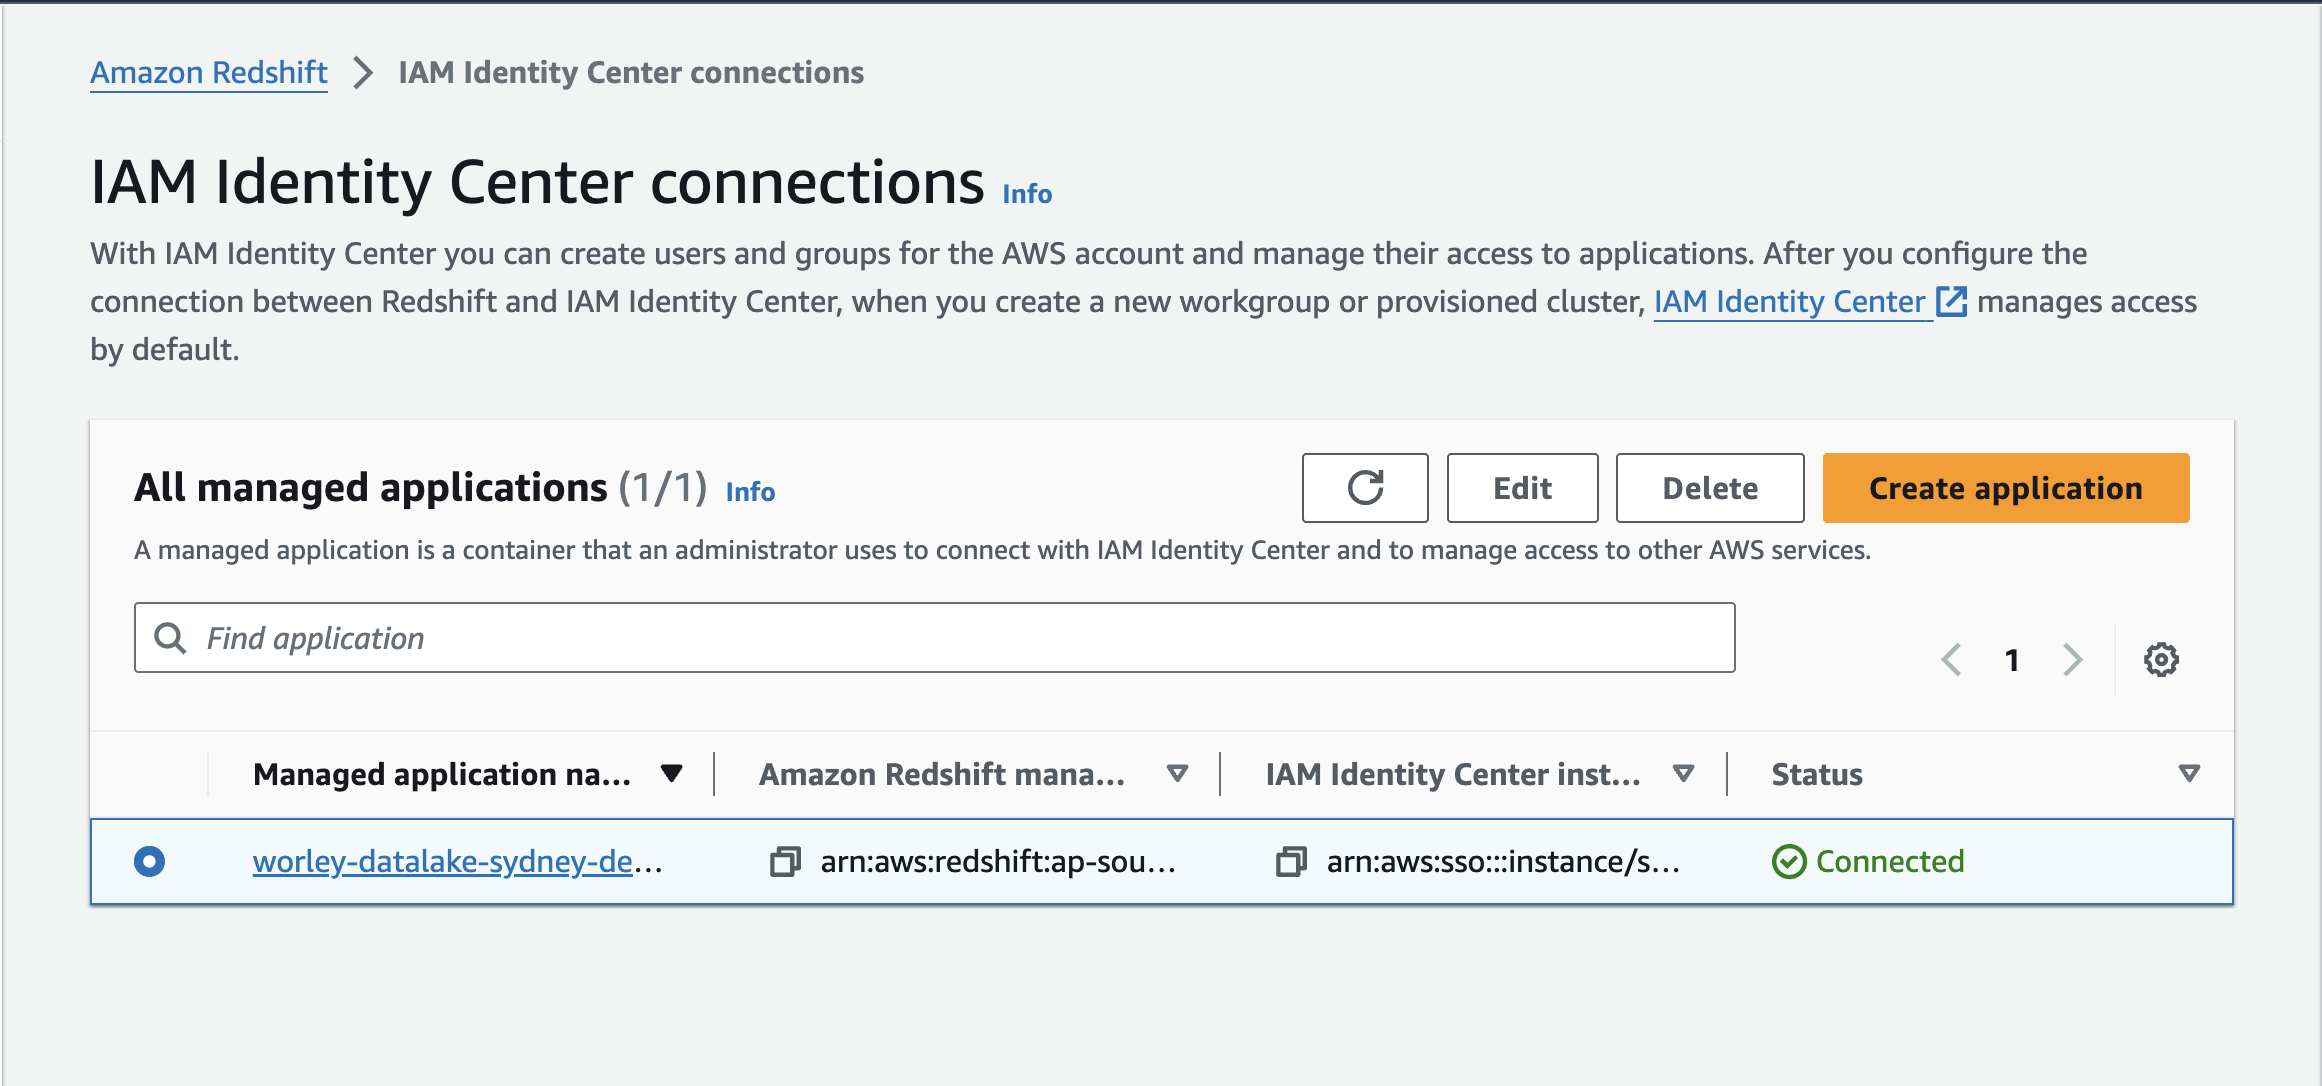 Amazon Redshift > IAM Identity Center connections
IAM Identity Center connections Info
With IAM Identity Center you can create users and groups for the AWS account and manage their access to applications. After you configure the
connection between Redshift and IAM Identity Center, when you create a new workgroup or provisioned cluster, IAM Identity Center manages access
by default.
All managed applications (1/1) Info
Edit
Delete
Create application
A managed application is a container that an administrator uses to connect with IAM Identity Center and to manage access to other AWS services.
Find application
1
Managed application na...
Amazon Redshift mana...
IAM Identity Center inst...
Status
worley-datalake-sydney-de...
arn:aws:redshift:ap-sou...
arn:aws:sso:::instance/s...
Connected